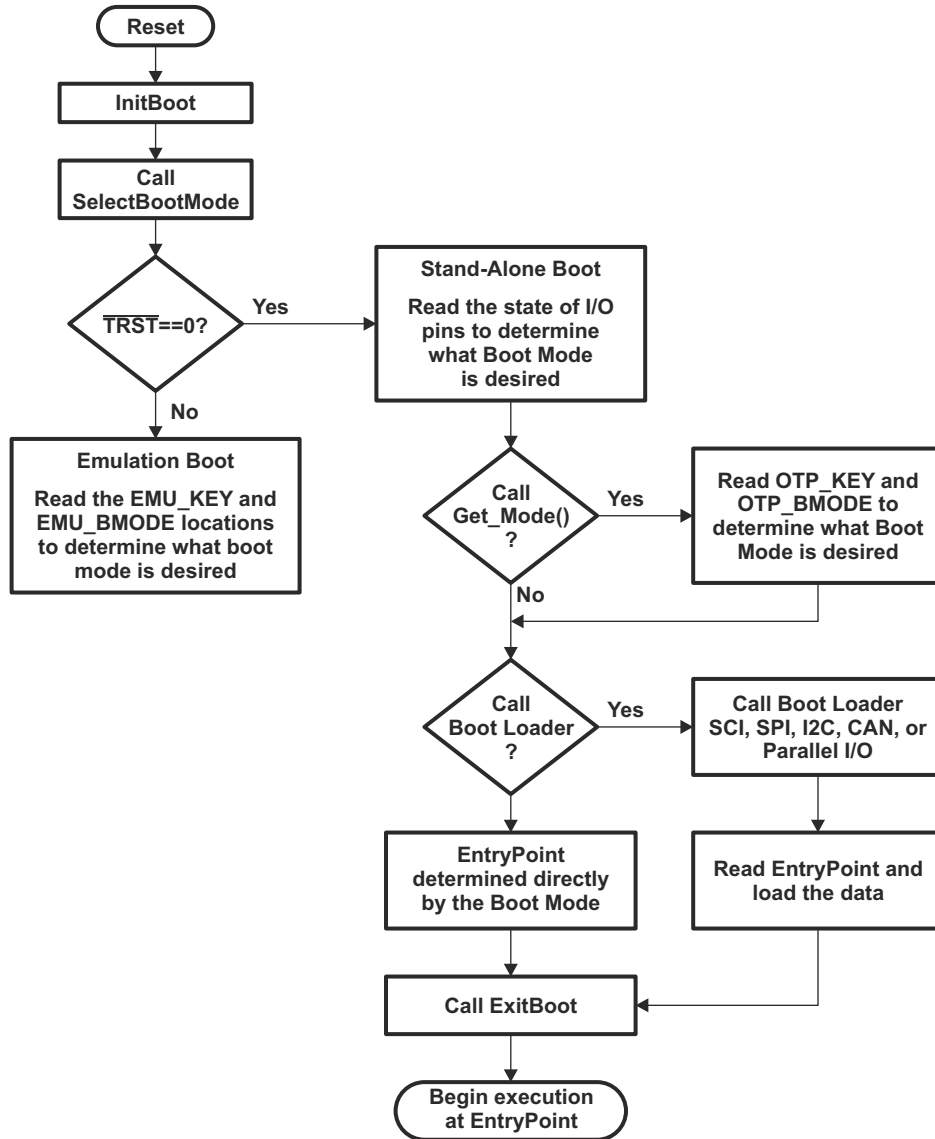 Reset
InitBoot
Call
SelectBootMode
TRST==0?
Yes
No
Stand-Alone Boot
Read the state of I/O
pins to determine
what Boot Mode
is desired
Emulation Boot
Read the EMU_KEY and
EMU_BMODE locations
to determine what boot
mode is desired
Call
Get_Mode()
?
Yes
No
Read OTP_KEY and
OTP_BMODE to
determine what Boot
Mode is desired
Call
Boot Loader
?
Yes
Call Boot Loader
SCI, SPI, I2C, CAN, or
Parallel I/O
EntryPoint
determined directly
by the Boot Mode
Read EntryPoint and
load the data
Call ExitBoot
Begin execution
at EntryPoint